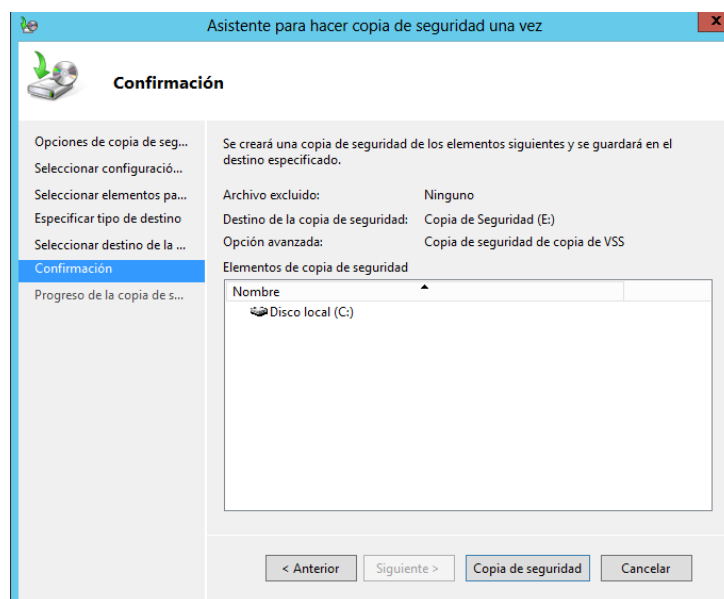 Asistente para hacer copia de seguridad una vez
x
Confirmación
Opciones de copia de seg...
Seleccionar configuració...
Seleccionar elementos pa...
Especificar tipo de destino
Seleccionar destino de la ...
Confirmación
Progreso de la copia de s...
Se creará una copia de seguridad de los elementos siguientes y se guardará en el
destino especificado.
Archivo excluido: Ninguno
Destino de la copia de seguridad: Copia de Seguridad (E:)
Opción avanzada: Copia de seguridad de copia de VSS
Elementos de copia de seguridad
Nombre
Disco local (C:)
< Anterior Siguiente > Copia de seguridad Cancelar